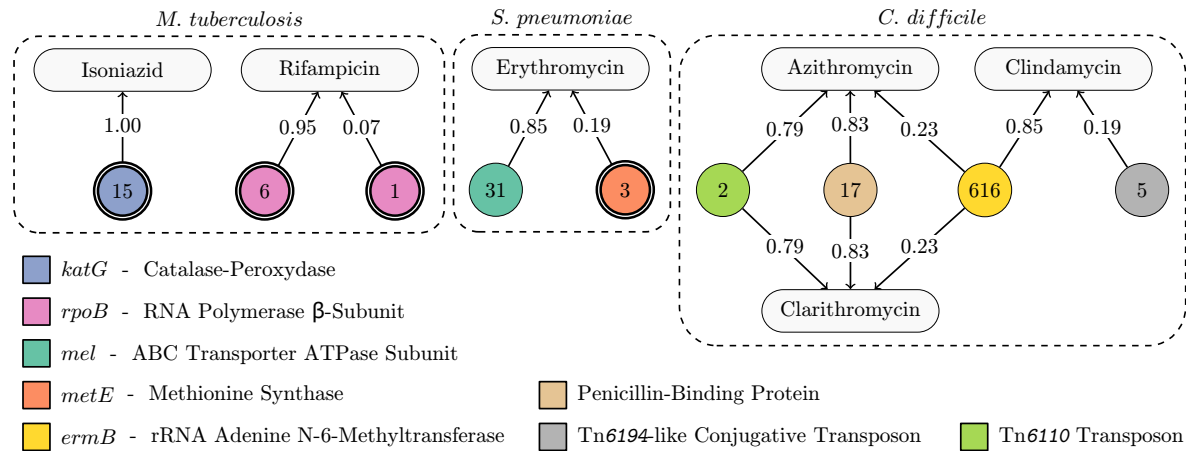 M. tuberculosis S. pneumoniae C. difficile
Isoniazid Rifampicin Erythromycin Azithromycin Clindamycin
1.00 0.95 0.07 0.85 0.19 0.79 0.83 0.23 0.85 0.19
15 6 1 31 3 2 17 616 5
0.79 0.83 0.23
Clarithromycin
katG - Catalase-Peroxydase
rpoB - RNA Polymerase β-Subunit
mel - ABC Transporter ATPase Subunit
metE - Methionine Synthase Penicillin-Binding Protein
ermB - rRNA Adenine N-6-Methyltransferase Tn6194-like Conjugative Transposon Tn6110 Transposon